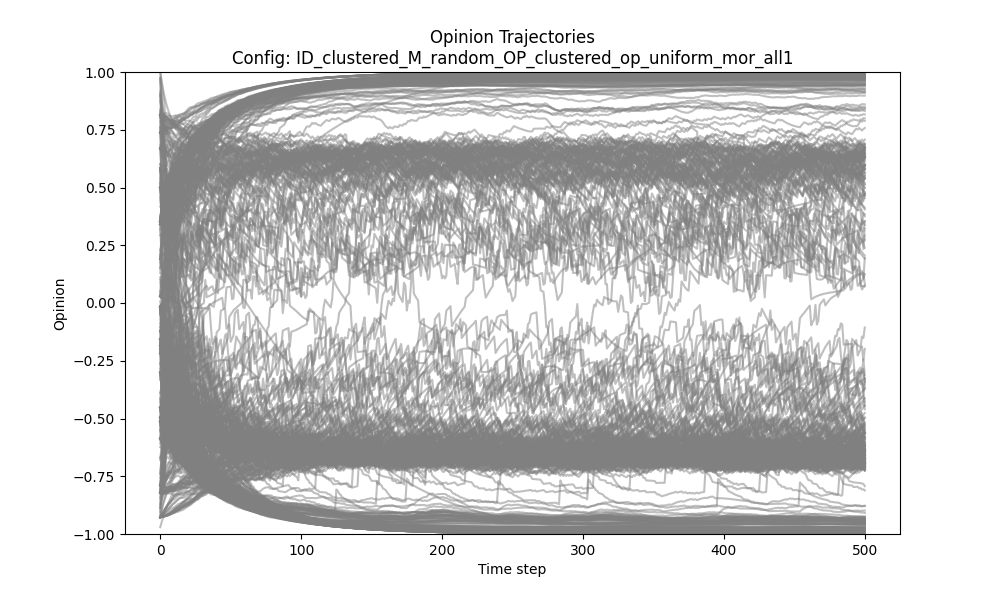 Opinion Trajectories
Config: ID_clustered_M_random_OP_clustered_op_uniform_mor_all1
Opinion
1.00
0.75
0.50
0.25
0.00
−0.25
−0.50
−0.75
−1.00
0 100 200 300 400 500
Time step